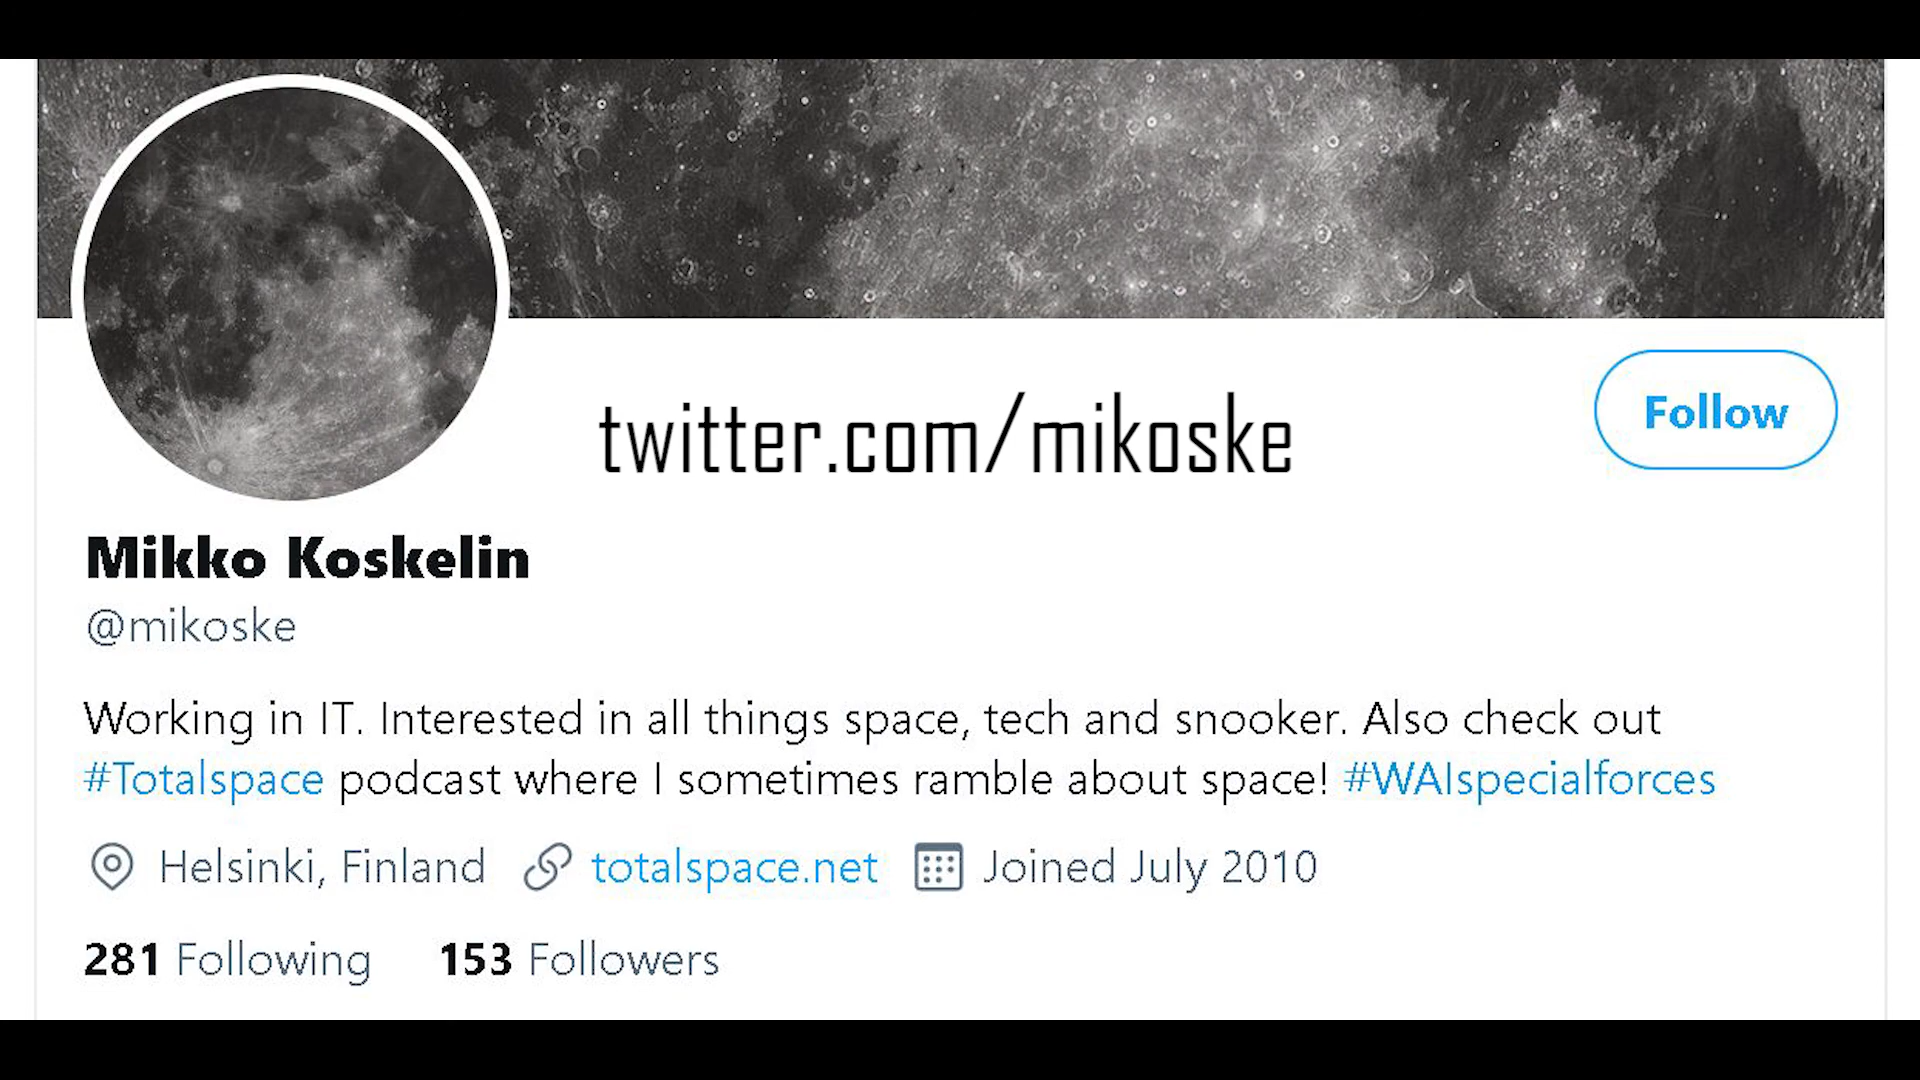 twitter.com/mikoske
Follow
Mikko Koskelin
@mikoske
Working in IT. Interested in all things space, tech and snooker. Also check out
#Totalspace podcast where I sometimes ramble about space! #WAIspecialforces
Helsinki, Finland totalspace.net Joined July 2010
281 Following 153 Followers